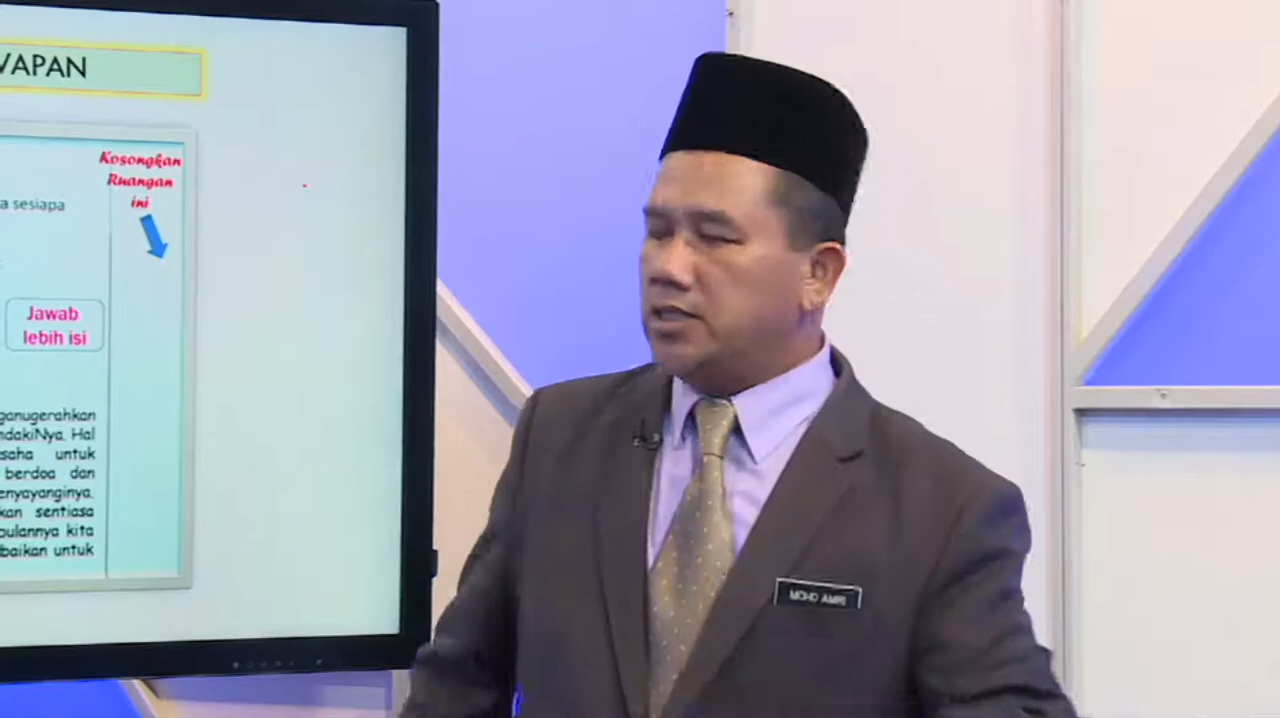 VAPAN
Kosongkan
Ruangan
ini
a sesiapa
Jawab
lebih isi
ganugerahkan
ndakiNya. Hal
saha untuk
berdoa dan
enyayanginya.
kan sentiasa
pulannya kita
baikan untuk
MOHD AMRI